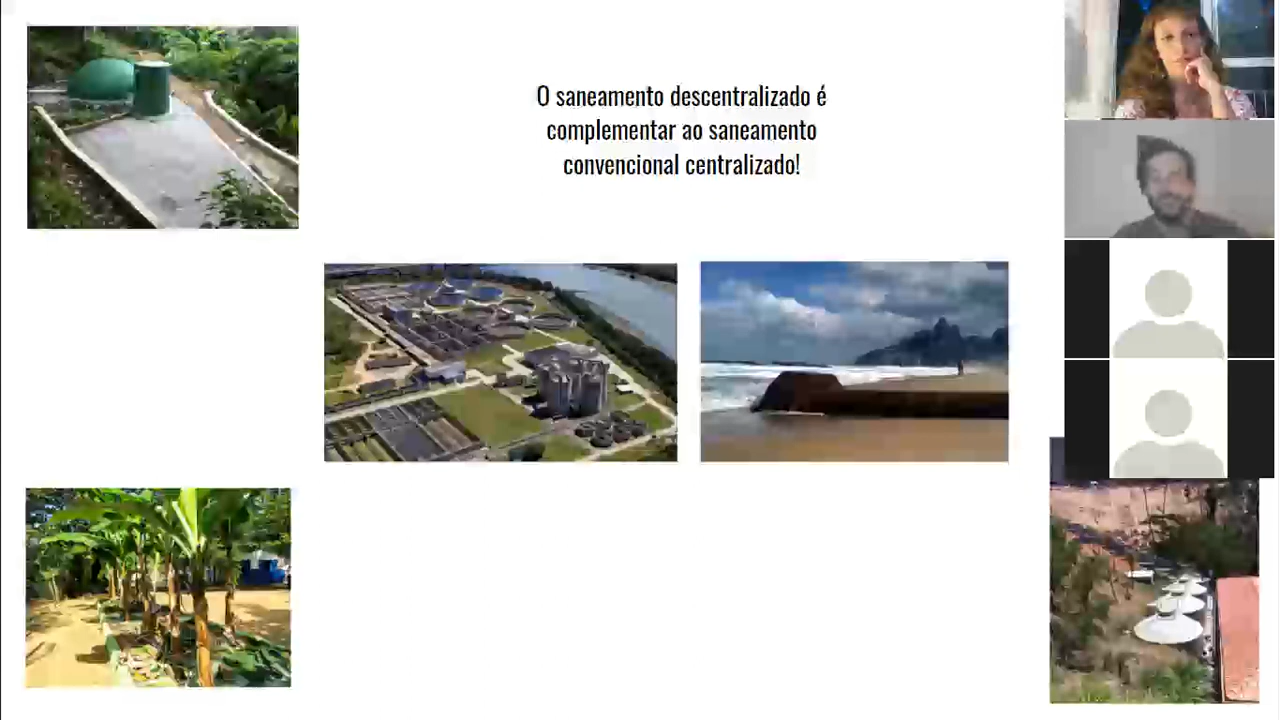 O saneamento descentralizado é
complementar ao saneamento
convencional centralizado!